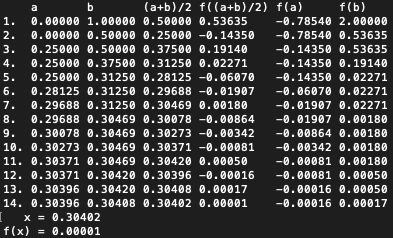 a b (a+b)/2 f((a+b)/2) f(a) f(b)
1. 0.00000 1.00000 0.50000 0.53635 -0.78540 2.00000
2. 0.00000 0.50000 0.25000 -0.14350 -0.78540 0.53635
3. 0.25000 0.50000 0.37500 0.19140 -0.14350 0.53635
4. 0.25000 0.37500 0.31250 0.02271 -0.14350 0.19140
5. 0.25000 0.31250 0.28125 -0.06070 -0.14350 0.02271
6. 0.28125 0.31250 0.29688 -0.01907 -0.06070 0.02271
7. 0.29688 0.31250 0.30469 0.00180 -0.01907 0.02271
8. 0.29688 0.30469 0.30078 -0.00864 -0.01907 0.00180
9. 0.30078 0.30469 0.30273 -0.00342 -0.00864 0.00180
10. 0.30273 0.30469 0.30371 -0.00081 -0.00342 0.00180
11. 0.30371 0.30469 0.30420 0.00050 -0.00081 0.00180
12. 0.30371 0.30420 0.30396 -0.00016 -0.00081 0.00050
13. 0.30396 0.30420 0.30408 0.00017 -0.00016 0.00050
14. 0.30396 0.30408 0.30402 0.00001 -0.00016 0.00017
x = 0.30402
f(x) = 0.00001